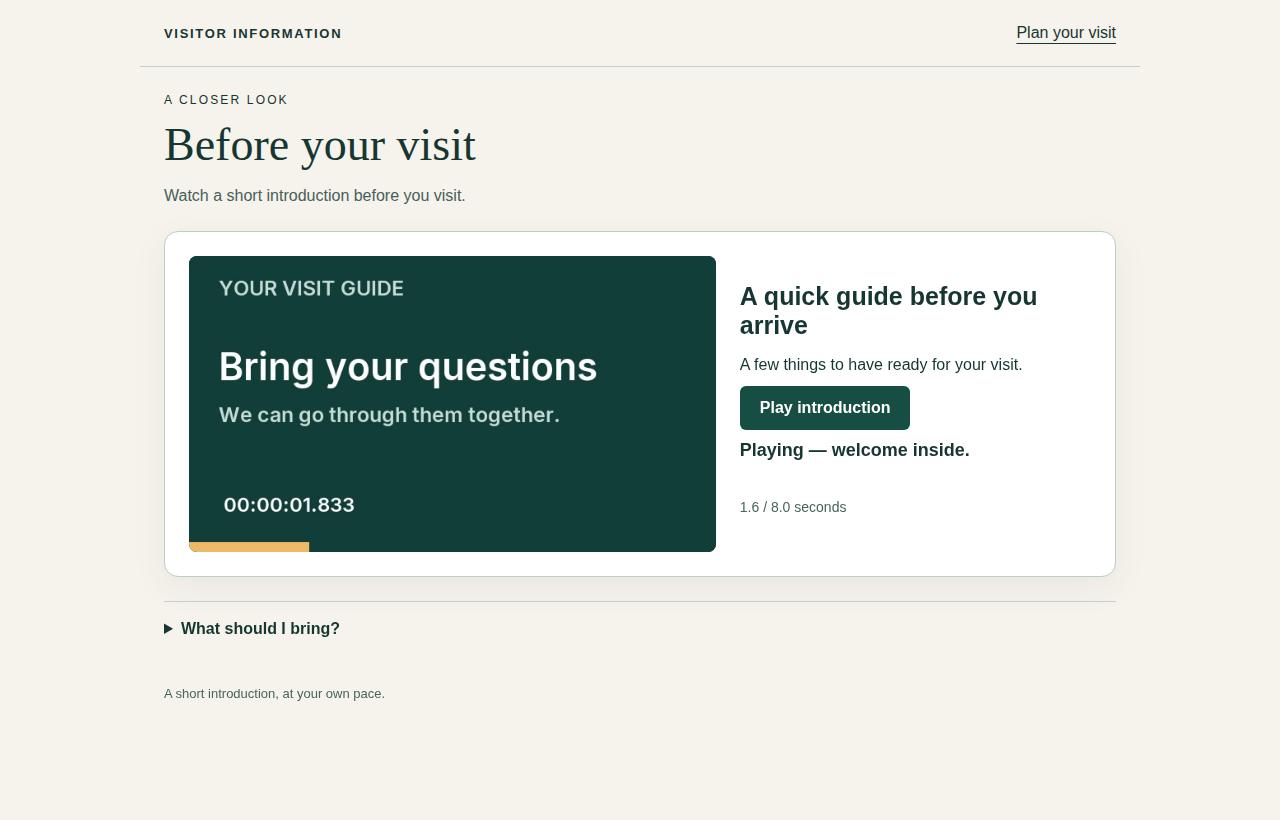 VISITOR INFORMATION
Plan your visit
A CLOSER LOOK
Before your visit
Watch a short introduction before you visit.
YOUR VISIT GUIDE
Bring your questions
We can go through them together.
00:00:01.833
A quick guide before you
arrive
A few things to have ready for your visit.
Play introduction
Playing — welcome inside.
1.6 / 8.0 seconds
What should I bring?
A short introduction, at your own pace.